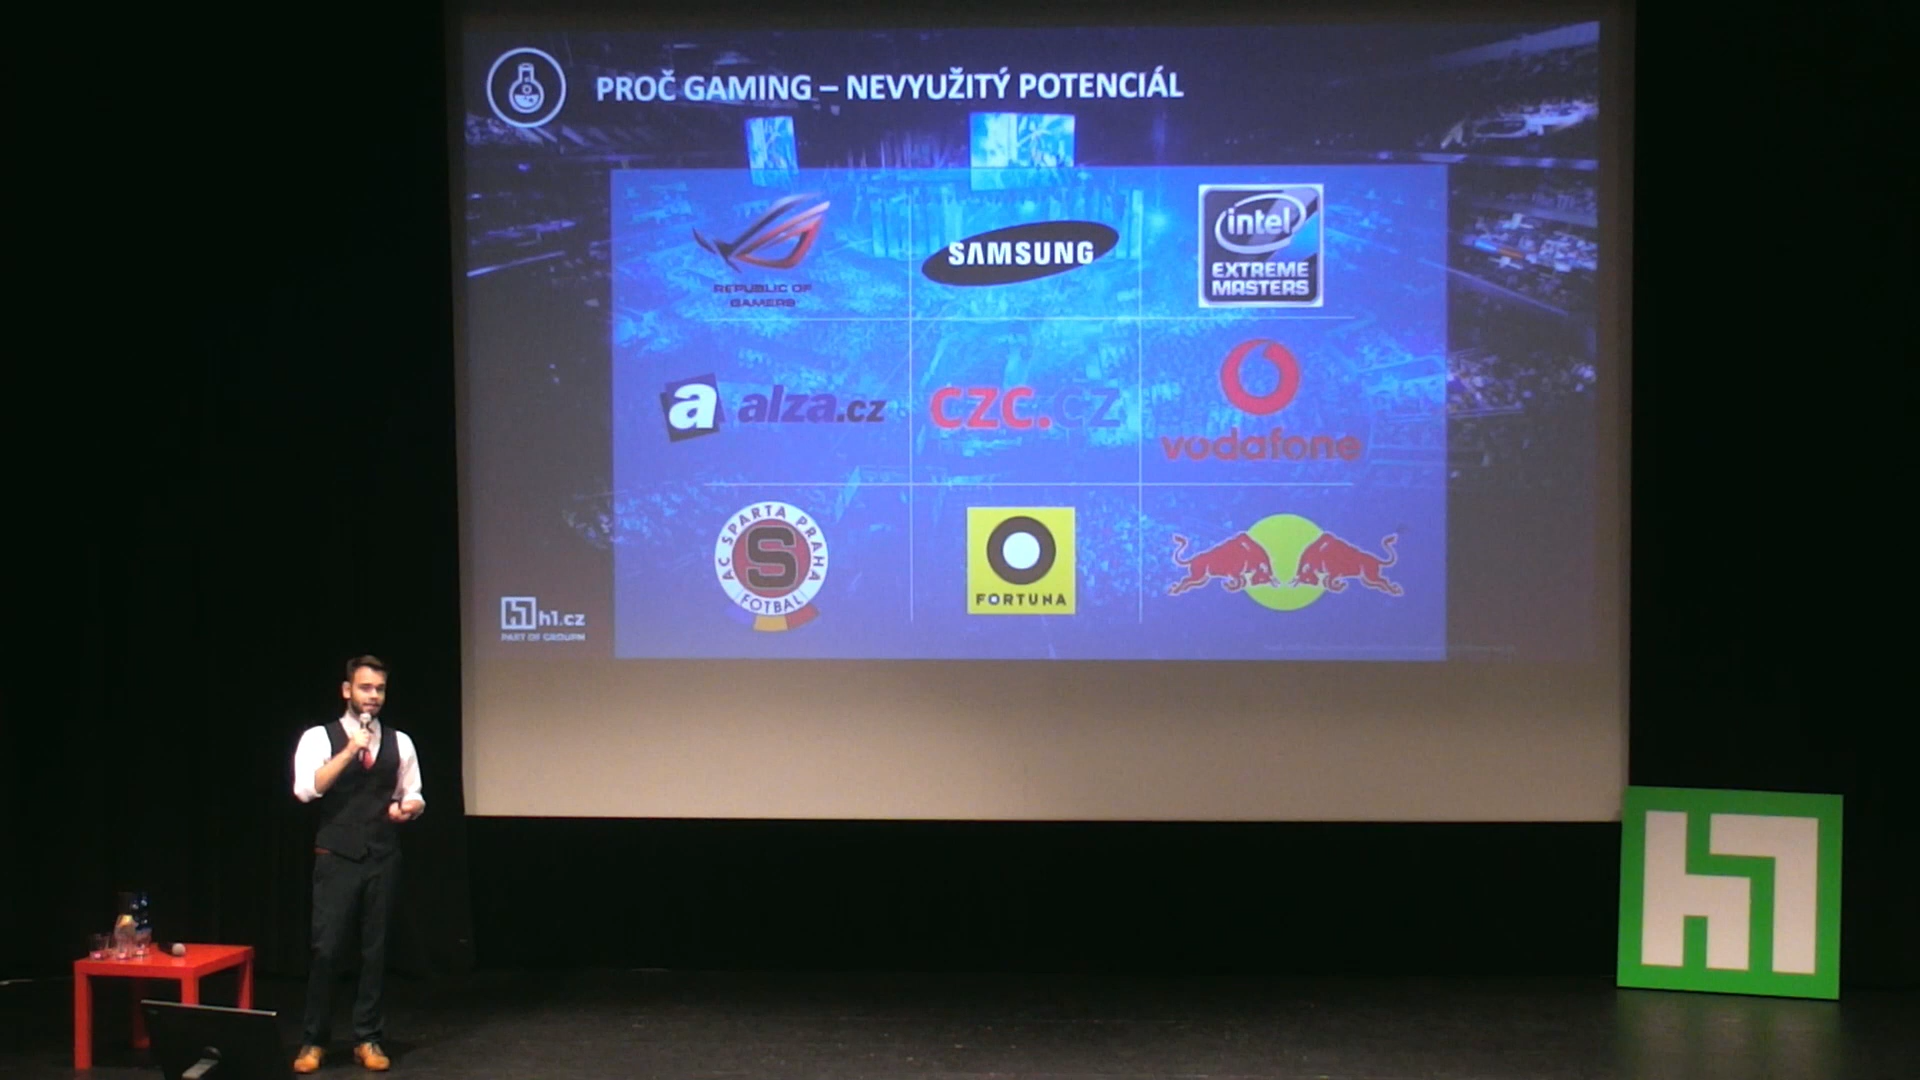 PROČ GAMING – NEVYUŽITÝ POTENCIÁL
REPUBLIC OF
GAMERS
SAMSUNG
intel
EXTREME
MASTERS
a alza.cz
czc.cz
vodafone
AC SPARTA PRAHA
FOTBAL
S
FORTUNA
h1.cz
PART OF GROUPM
h1